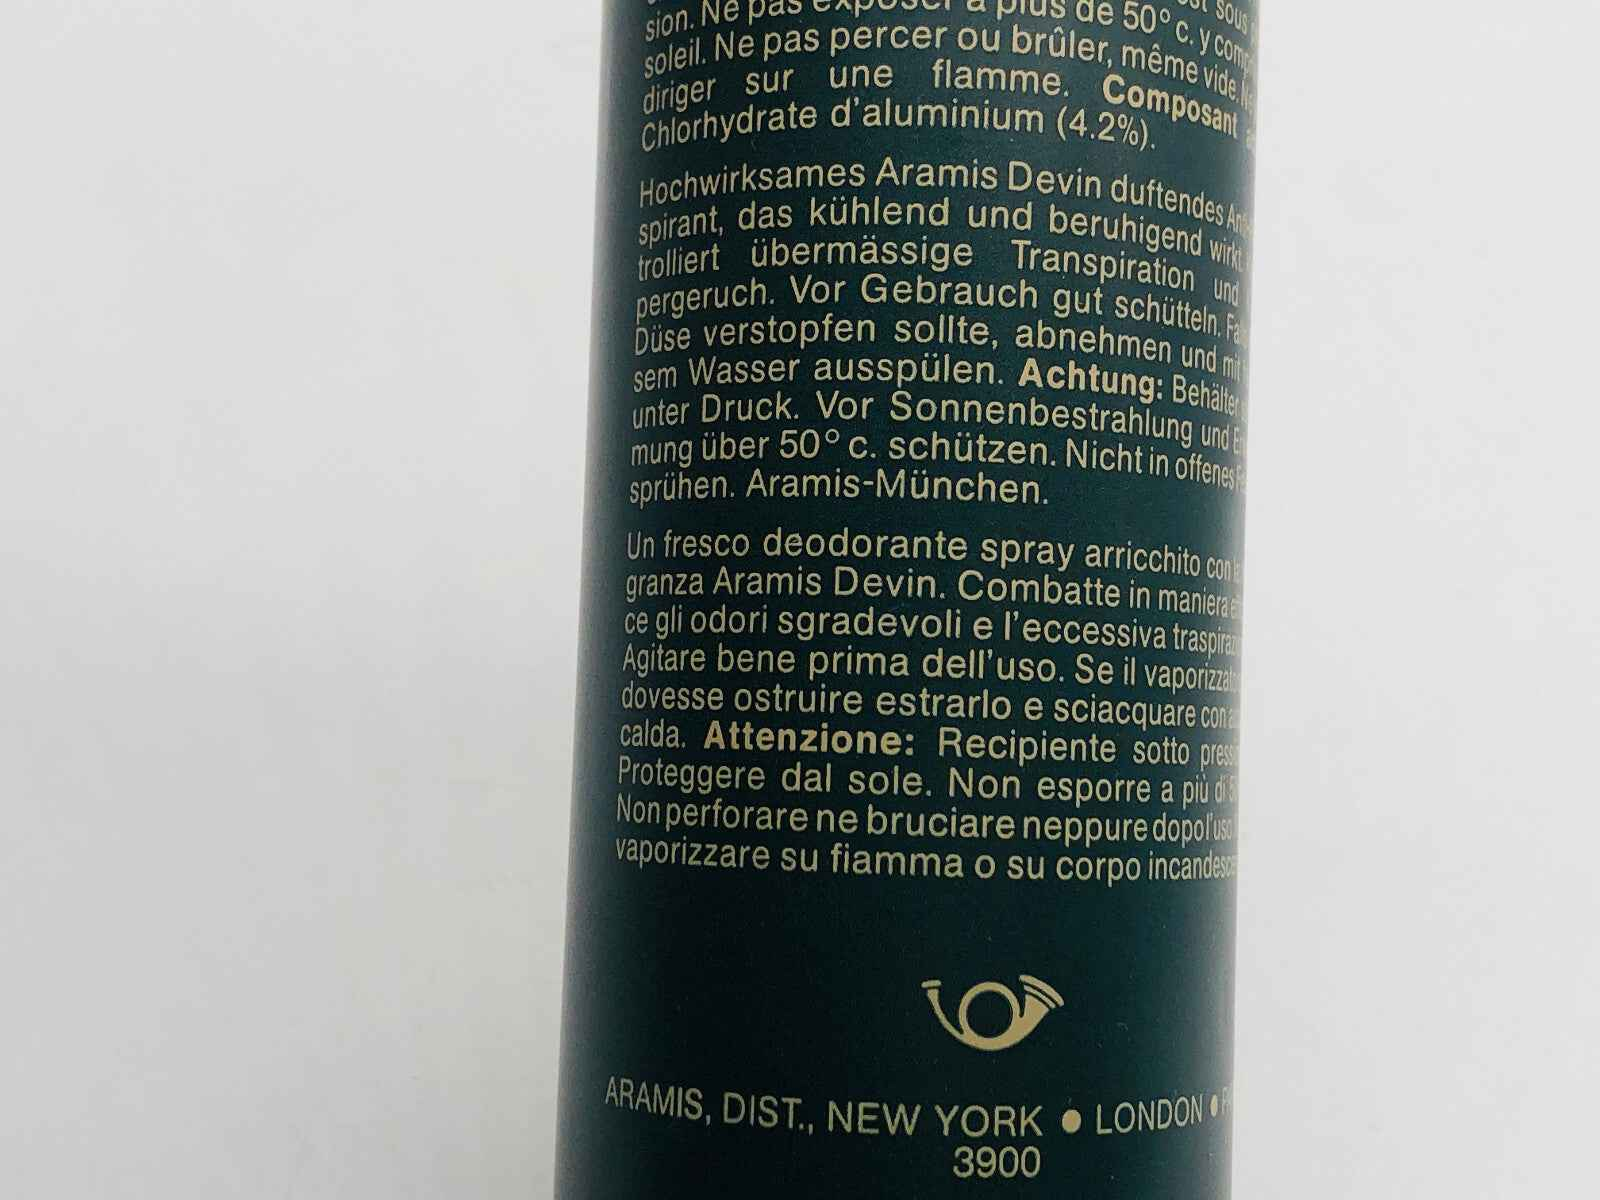 est sous
sion. Ne pas exposer à plus de 50° c. y
soleil. Ne pas percer ou brûler, même vide.
diriger sur une flamme. Composant
Chlorhydrate d'aluminium (4.2%).
Hochwirksames Aramis Devin duftendes
spirant, das kühlend und beruhigend wirkt.
trolliert übermässige Transpiration und
pergeruch. Vor Gebrauch gut schütteln.
Düse verstopfen sollte, abnehmen und mit
sem Wasser ausspülen. Achtung: Behälter
unter Druck. Vor Sonnenbestrahlung und
mung über 50° c. schützen. Nicht in offenes
sprühen. Aramis-München.
Un fresco deodorante spray arricchito con
granza Aramis Devin. Combatte in maniera
ce gli odori sgradevoli e l'eccessiva
Agitare bene prima dell'uso. Se il
dovesse ostruire estrarlo e sciacquare con
calda. Attenzione: Recipiente sotto
Proteggere dal sole. Non esporre a più di
Non perforare ne bruciare neppure dopo l'uso
vaporizzare su fiamma o su corpo
ARAMIS, DIST., NEW YORK • LONDON •
3900